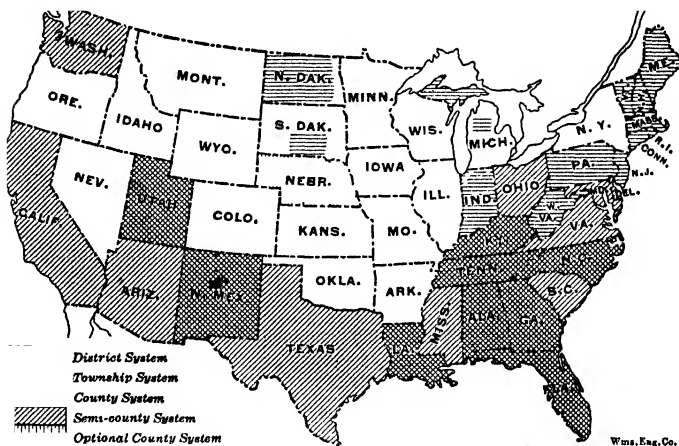 WASH.
MONT.
N. DAK.
MINN.
ME.
ORE.
IDAHO
S. DAK.
WIS.
MICH.
N. Y.
MASS.
R. I.
CONN.
WYO.
NEBR.
IOWA
PA.
N. J.
NEV.
UTAH
COLO.
ILL.
IND.
OHIO
W.
VA.
MD.
DEL.
CALIF.
KANS.
MO.
KY.
VA.
ARIZ.
N. MEX.
OKLA.
ARK.
TENN.
N. C.
S. C.
TEXAS
LA.
MISS.
ALA.
GA.
FLA.
District System
Township System
County System
Semi-county System
Optional County System
Wms. Eng. Co.